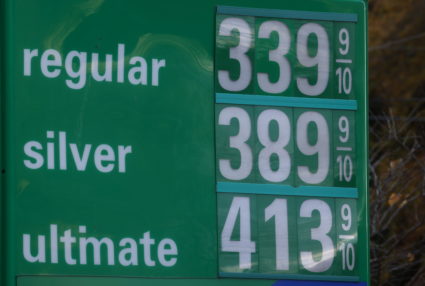 regular 339 9/10
silver 389 9/10
ultimate 413 9/10